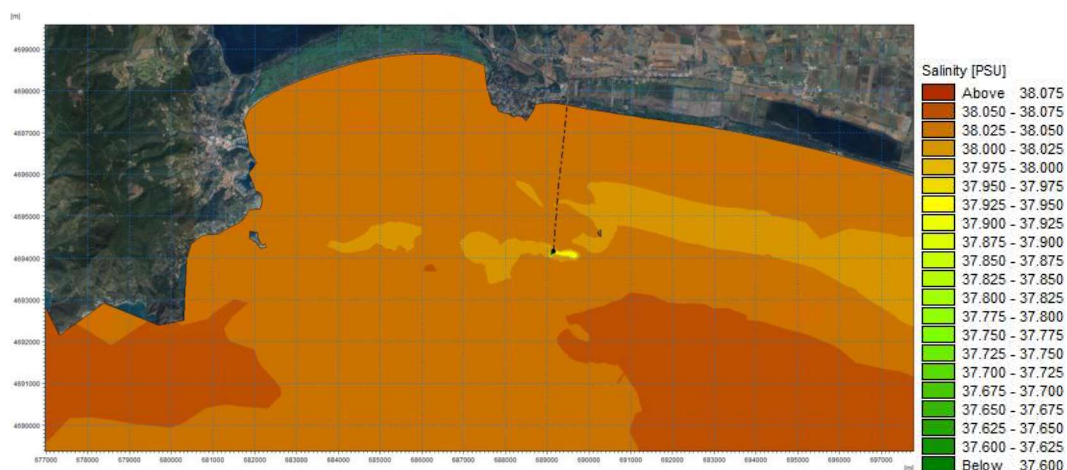 [m]
4699000
4698000
4697000
4696000
4695000
4694000
4693000
4692000
4691000
4690000
677000 678000 679000 680000 681000 682000 683000 684000 685000 686000 687000 688000 689000 690000 691000 692000 693000 694000 695000 696000 697000
[m]
Salinity [PSU]
Above 38.075
38.050 - 38.075
38.025 - 38.050
38.000 - 38.025
37.975 - 38.000
37.950 - 37.975
37.925 - 37.950
37.900 - 37.925
37.875 - 37.900
37.850 - 37.875
37.825 - 37.850
37.800 - 37.825
37.775 - 37.800
37.750 - 37.775
37.725 - 37.750
37.700 - 37.725
37.675 - 37.700
37.650 - 37.675
37.625 - 37.650
37.600 - 37.625
Below 37.600